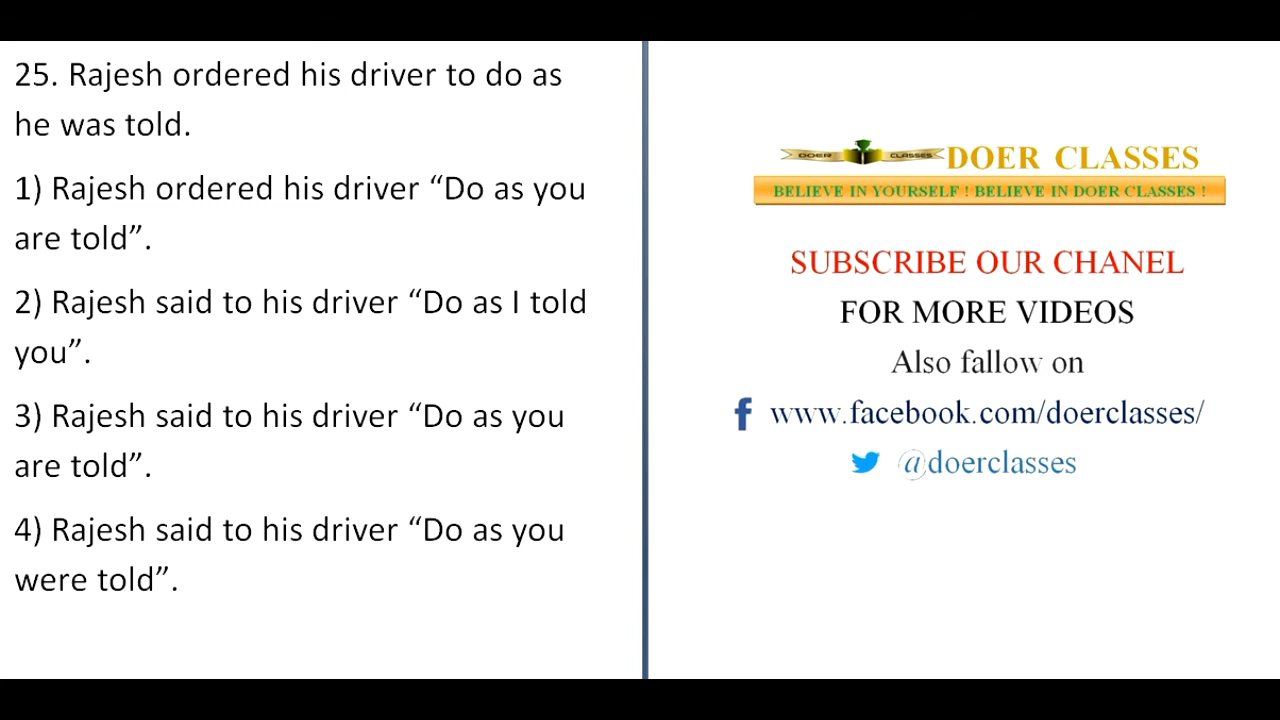 25. Rajesh ordered his driver to do as
he was told.
1) Rajesh ordered his driver “Do as you
are told”.
2) Rajesh said to his driver “Do as I told
you”.
3) Rajesh said to his driver “Do as you
are told”.
4) Rajesh said to his driver “Do as you
were told”.
DOER CLASSES DOER CLASSES
BELIEVE IN YOURSELF ! BELIEVE IN DOER CLASSES !
SUBSCRIBE OUR CHANEL
FOR MORE VIDEOS
Also fallow on
f www.facebook.com/doerclasses/
@doerclasses